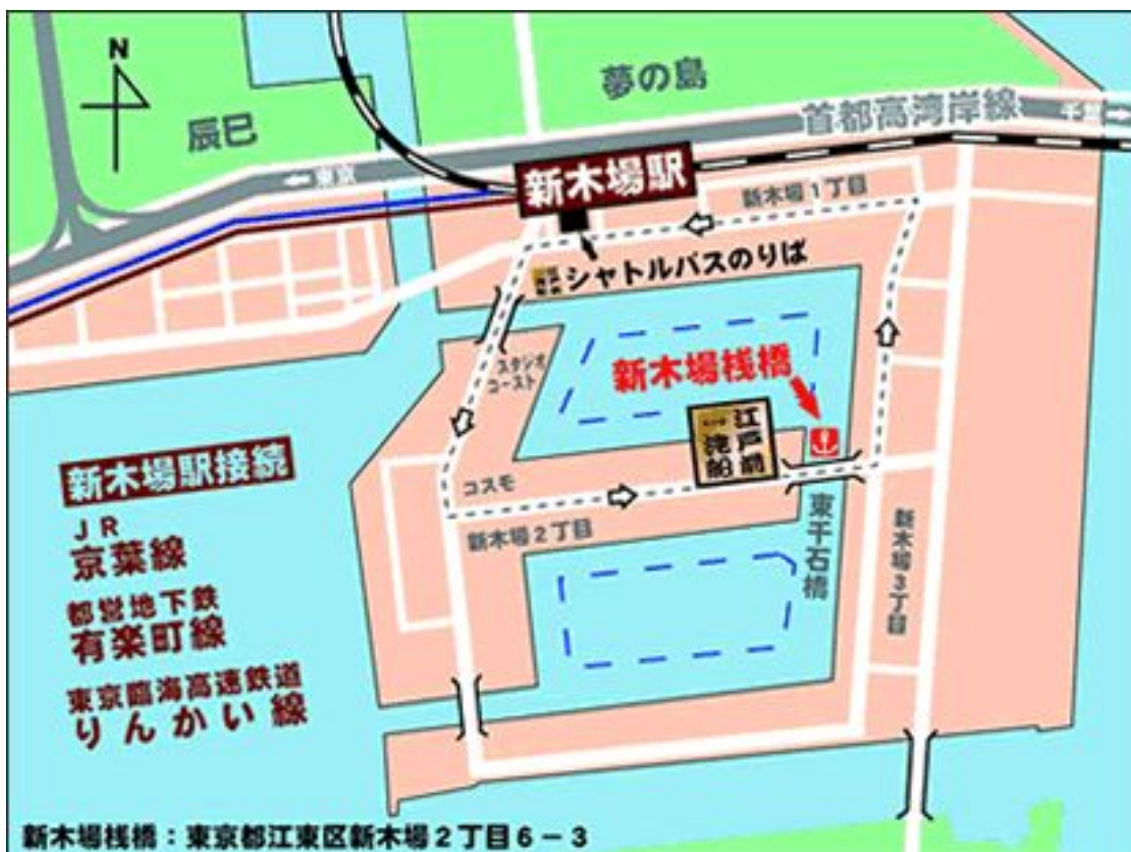 N
夢の島
辰巳
首都高湾岸線
←東京
新木場駅
新木場1丁目
シャトルバスのりば
スタジオ
コースト
新木場桟橋
江戸前
汽船
コスモ
新木場2丁目
東千石橋
新木場3丁目
新木場駅接続
JR
京葉線
都営地下鉄
有楽町線
東京臨海高速鉄道
りんかい線
新木場桟橋:東京都江東区新木場2丁目6-3